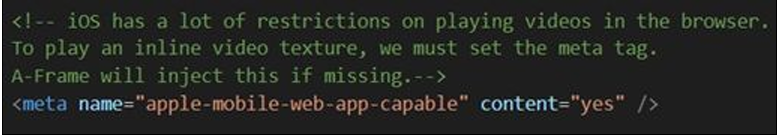 <!-- iOS has a lot of restrictions on playing videos in the browser.
To play an inline video texture, we must set the meta tag.
A-Frame will inject this if missing.-->
<meta name="apple-mobile-web-app-capable" content="yes" />